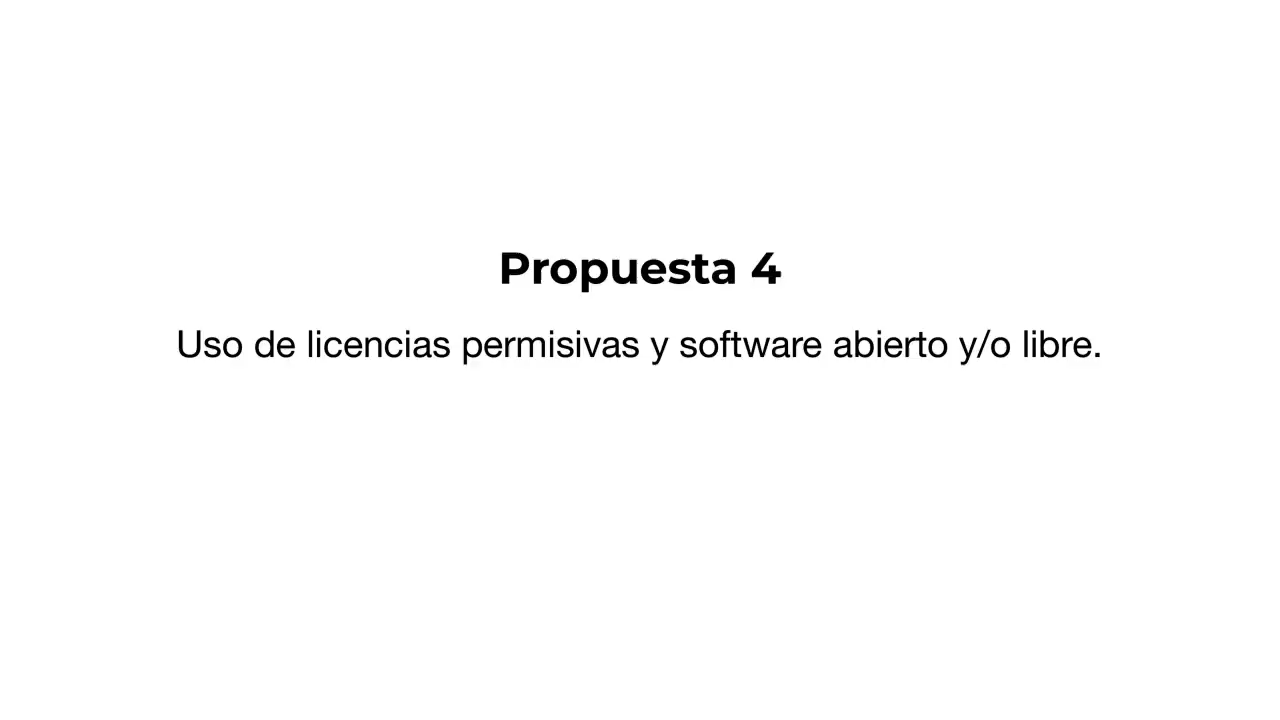 Propuesta 4
Uso de licencias permisivas y software abierto y/o libre.